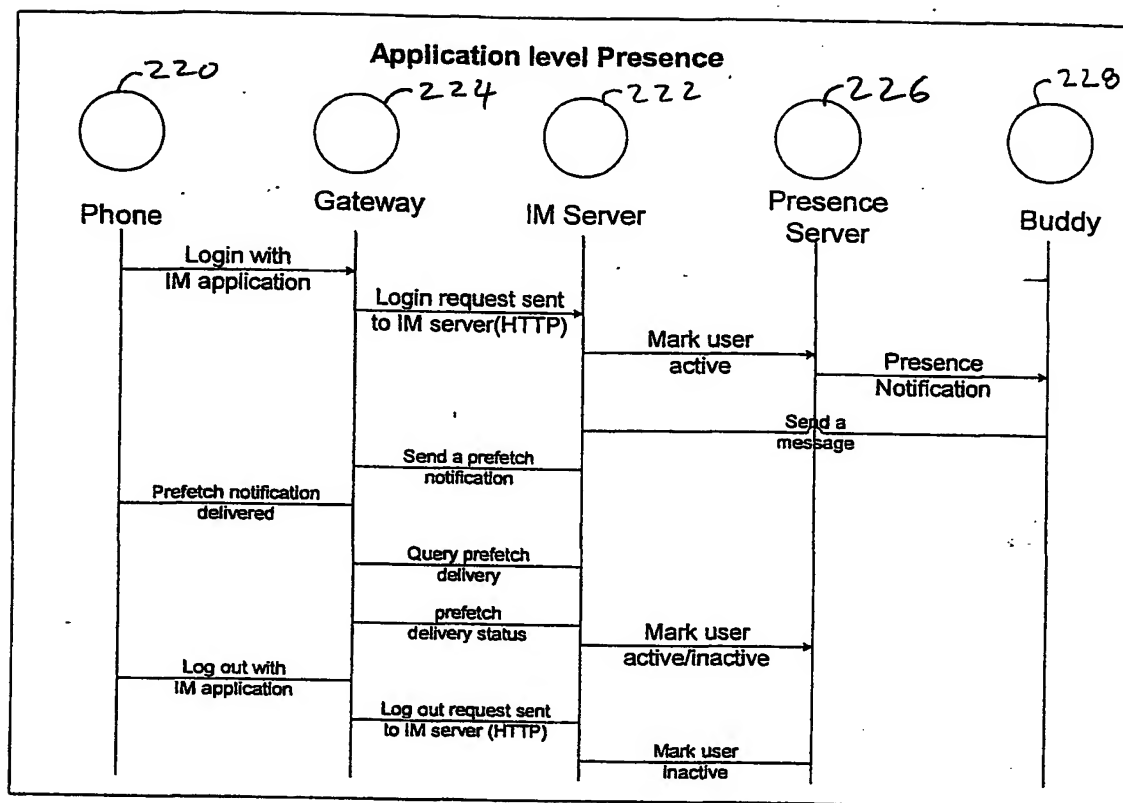 Application level Presence
220
224
222
226
228
Phone
Gateway
IM Server
Presence
Server
Buddy
Login with
IM application
Login request sent
to IM server(HTTP)
Mark user
active
Presence
Notification
Send a
message
Send a prefetch
notification
Prefetch notification
delivered
Query prefetch
delivery
prefetch
delivery status
Mark user
active/inactive
Log out with
IM application
Log out request sent
to IM server (HTTP)
Mark user
inactive